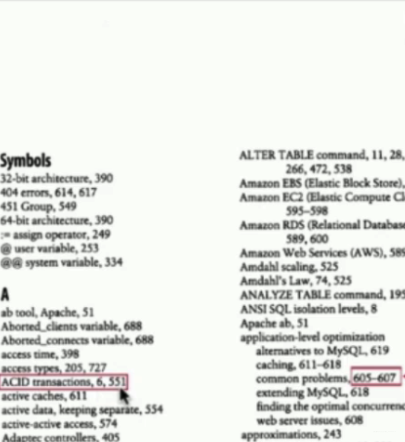 Symbols
32-bit architecture, 390
404 errors, 614, 617
451 Group, 549
64-bit architecture, 390
:= assign operator, 249
@ user variable, 253
@@ system variable, 334
A
ab tool, Apache, 51
Aborted_clients variable, 688
Aborted_connects variable, 688
access time, 398
access types, 205, 727
ACID transactions, 6, 551
active caches, 611
active data, keeping separate, 554
active-active access, 574
Adapter controllers, 405
ALTER TABLE command, 11, 28,
266, 472, 538
Amazon EBS (Elastic Block Store),
Amazon EC2 (Elastic Compute Cl
595–598
Amazon RDS (Relational Database
589, 600
Amazon Web Services (AWS), 589
Amdahl scaling, 525
Amdahl's Law, 74, 525
ANALYZE TABLE command, 195
ANSI SQL isolation levels, 8
Apache ab, 51
application-level optimization
alternatives to MySQL, 619
caching, 611–618
common problems, 605–607
extending MySQL, 618
finding the optimal concurrenc
web server issues, 608
approximations, 243